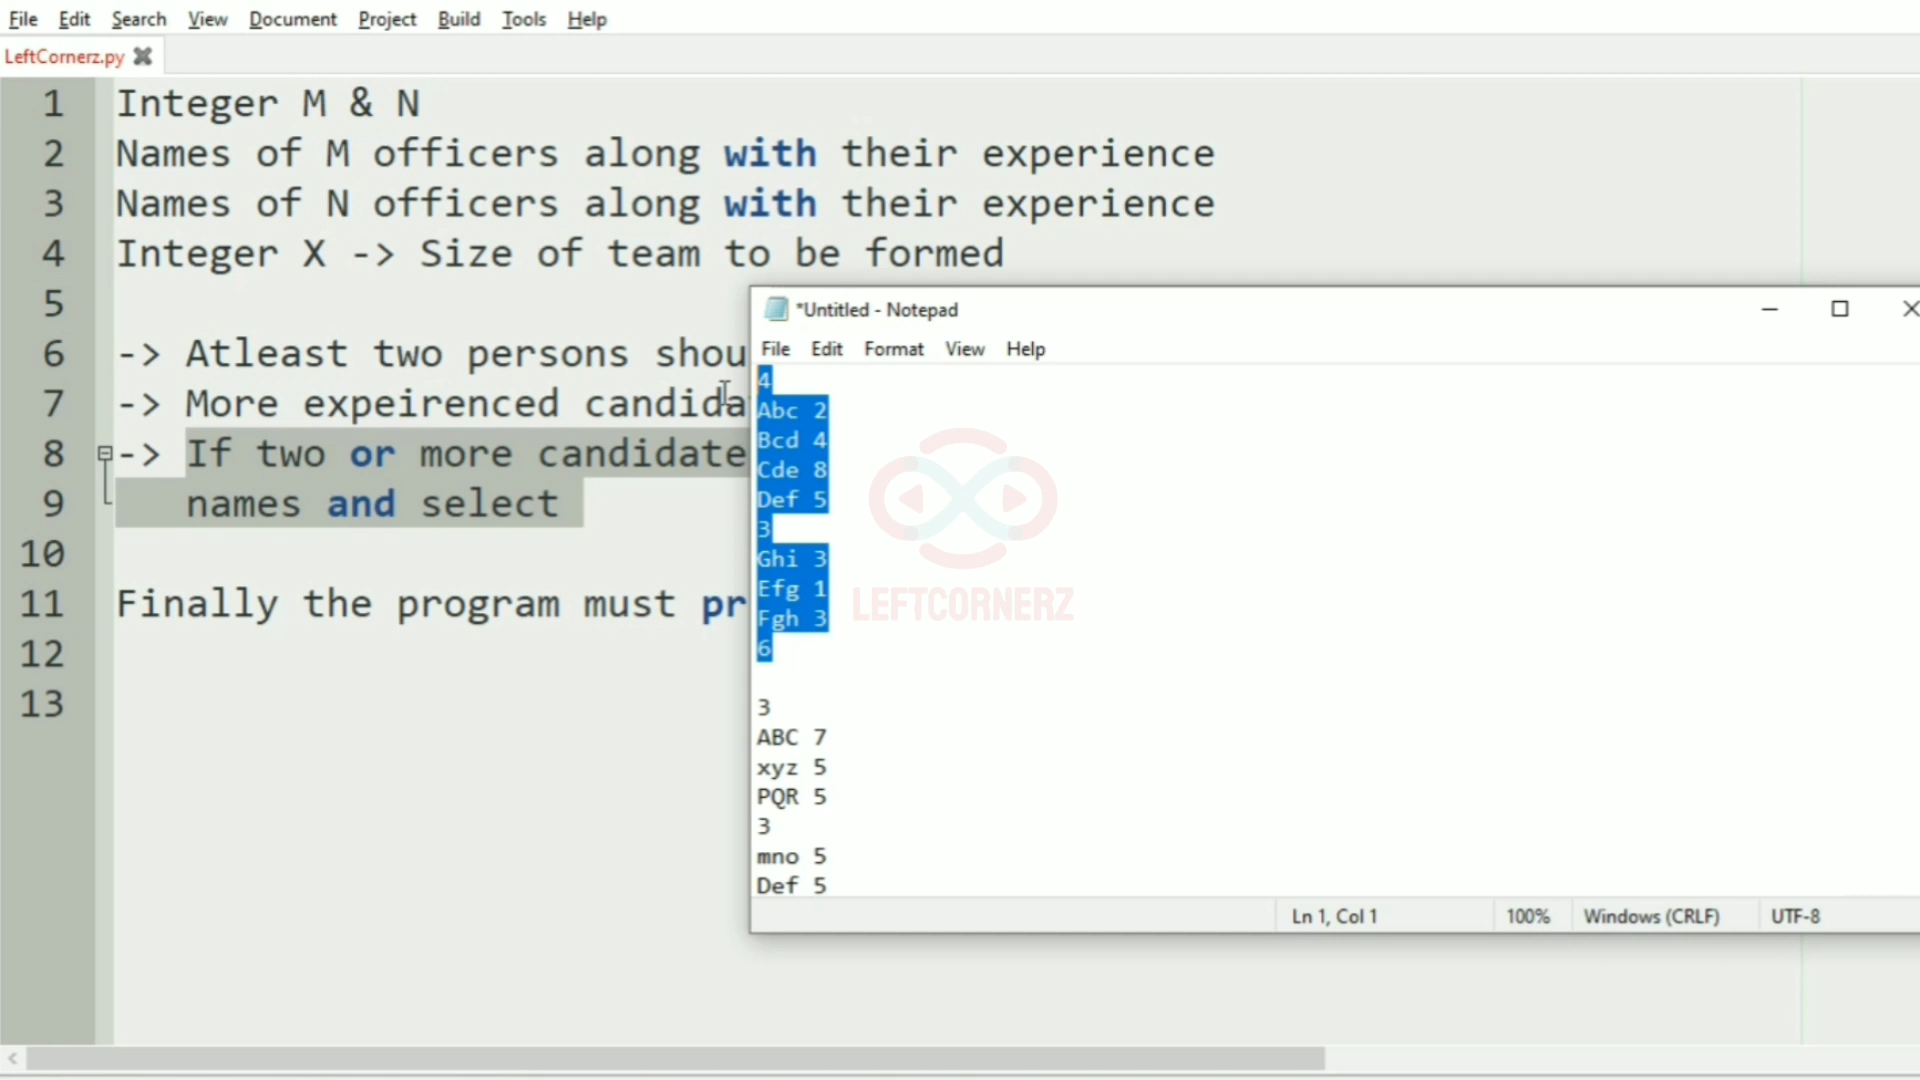 File Edit Search View Document Project Build Tools Help
LeftCornerz.py
1 Integer M & N
2 Names of M officers along with their experience
3 Names of N officers along with their experience
4 Integer X -> Size of team to be formed
5
6 -> Atleast two persons shou
7 -> More expeirenced candida
8 -> If two or more candidate
9 names and select
10
11 Finally the program must pr
12
13
*Untitled - Notepad
File Edit Format View Help
4
Abc 2
Bcd 4
Cde 8
Def 5
3
Ghi 3
Efg 1
Fgh 3
6
3
ABC 7
xyz 5
PQR 5
3
mno 5
Def 5
LEFTCORNERZ
Ln 1, Col 1 100% Windows (CRLF) UTF-8